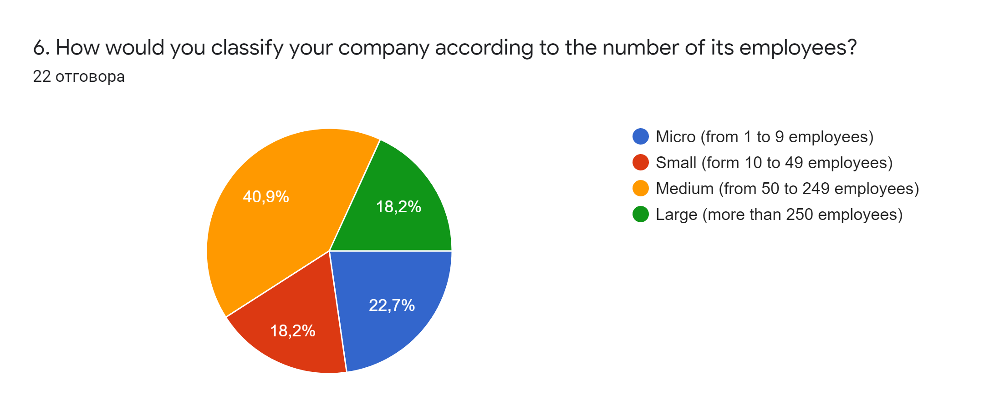 6. How would you classify your company according to the number of its employees?
22 отговора
Micro (from 1 to 9 employees)
Small (form 10 to 49 employees)
Medium (from 50 to 249 employees)
Large (more than 250 employees)
40,9%
18,2%
22,7%
18,2%